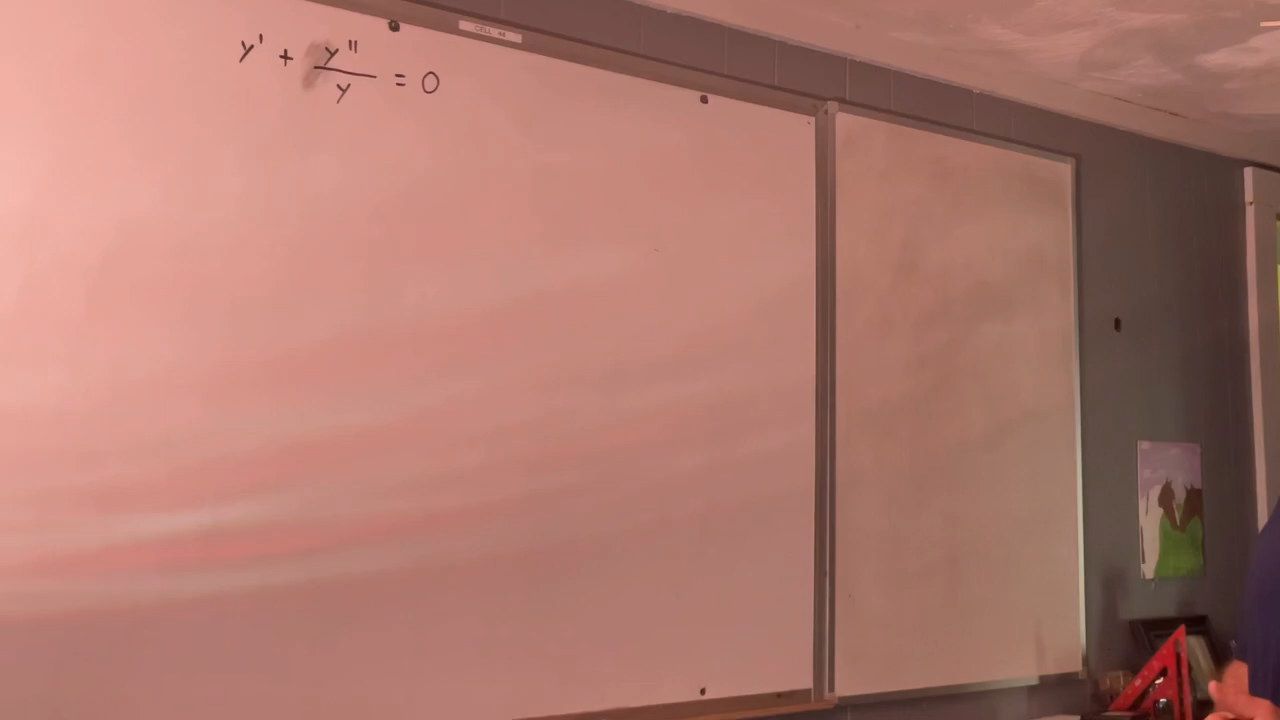 y' + y''/y = 0